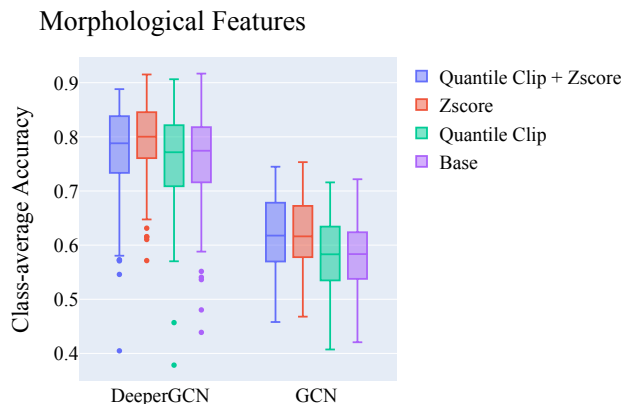 Morphological Features
Class-average Accuracy
0.9
0.8
0.7
0.6
0.5
0.4
DeeperGCN
GCN
Quantile Clip + Zscore
Zscore
Quantile Clip
Base